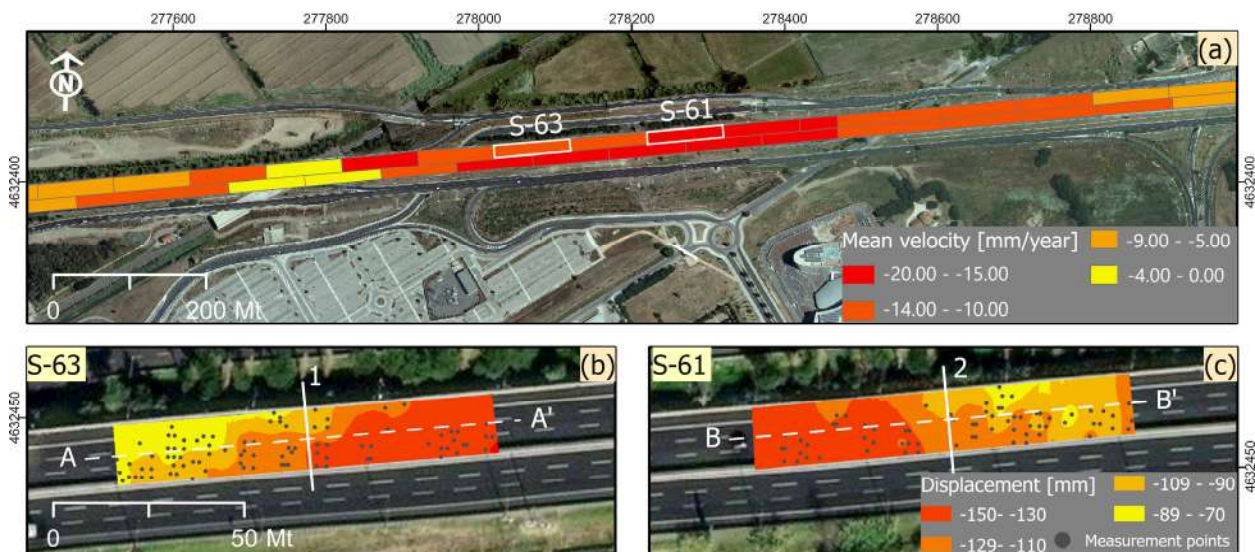 277600 277800 278000 278200 278400 278600 278800
(a)
N
S-63 S-61
4632400 4632400
0 200 Mt
Mean velocity [mm/year]
-20.00 - -15.00
-14.00 - -10.00
-9.00 - -5.00
-4.00 - 0.00
S-63 (b)
1
A A'
4632450
0 50 Mt
S-61 (c)
2
B B'
4632450
Displacement [mm]
-150- -130
-129- -110
-109 - -90
-89 - -70
Measurement points